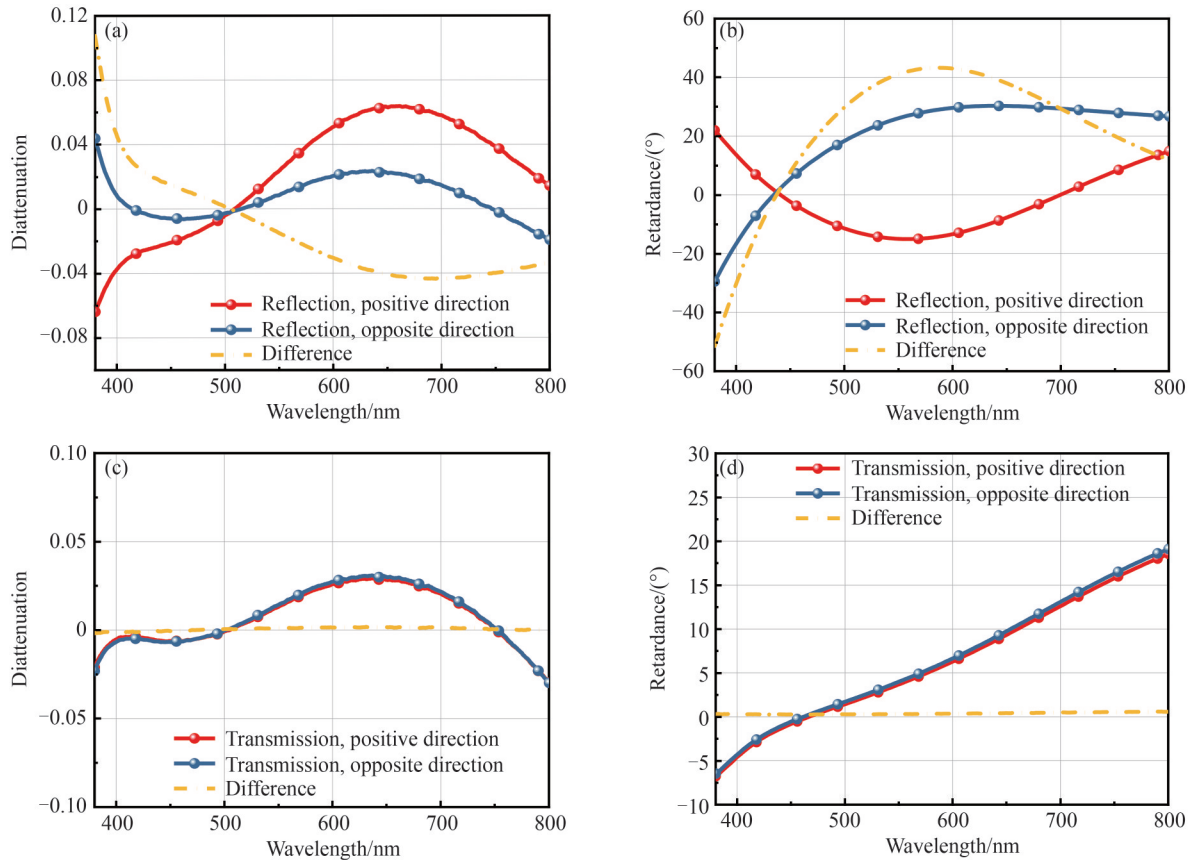 (a)
0.12
0.08
0.04
0
−0.04
−0.08
Diattenuation
Reflection, positive direction
Reflection, opposite direction
Difference
400
500
600
700
800
Wavelength/nm
(b)
60
40
20
0
−20
−40
−60
Retardance/(°)
Reflection, positive direction
Reflection, opposite direction
Difference
400
500
600
700
800
Wavelength/nm
(c)
0.10
0.05
0
−0.05
−0.10
Diattenuation
Transmission, positive direction
Transmission, opposite direction
Difference
400
500
600
700
800
Wavelength/nm
(d)
30
25
20
15
10
5
0
−5
−10
Retardance/(°)
Transmission, positive direction
Transmission, opposite direction
Difference
400
500
600
700
800
Wavelength/nm